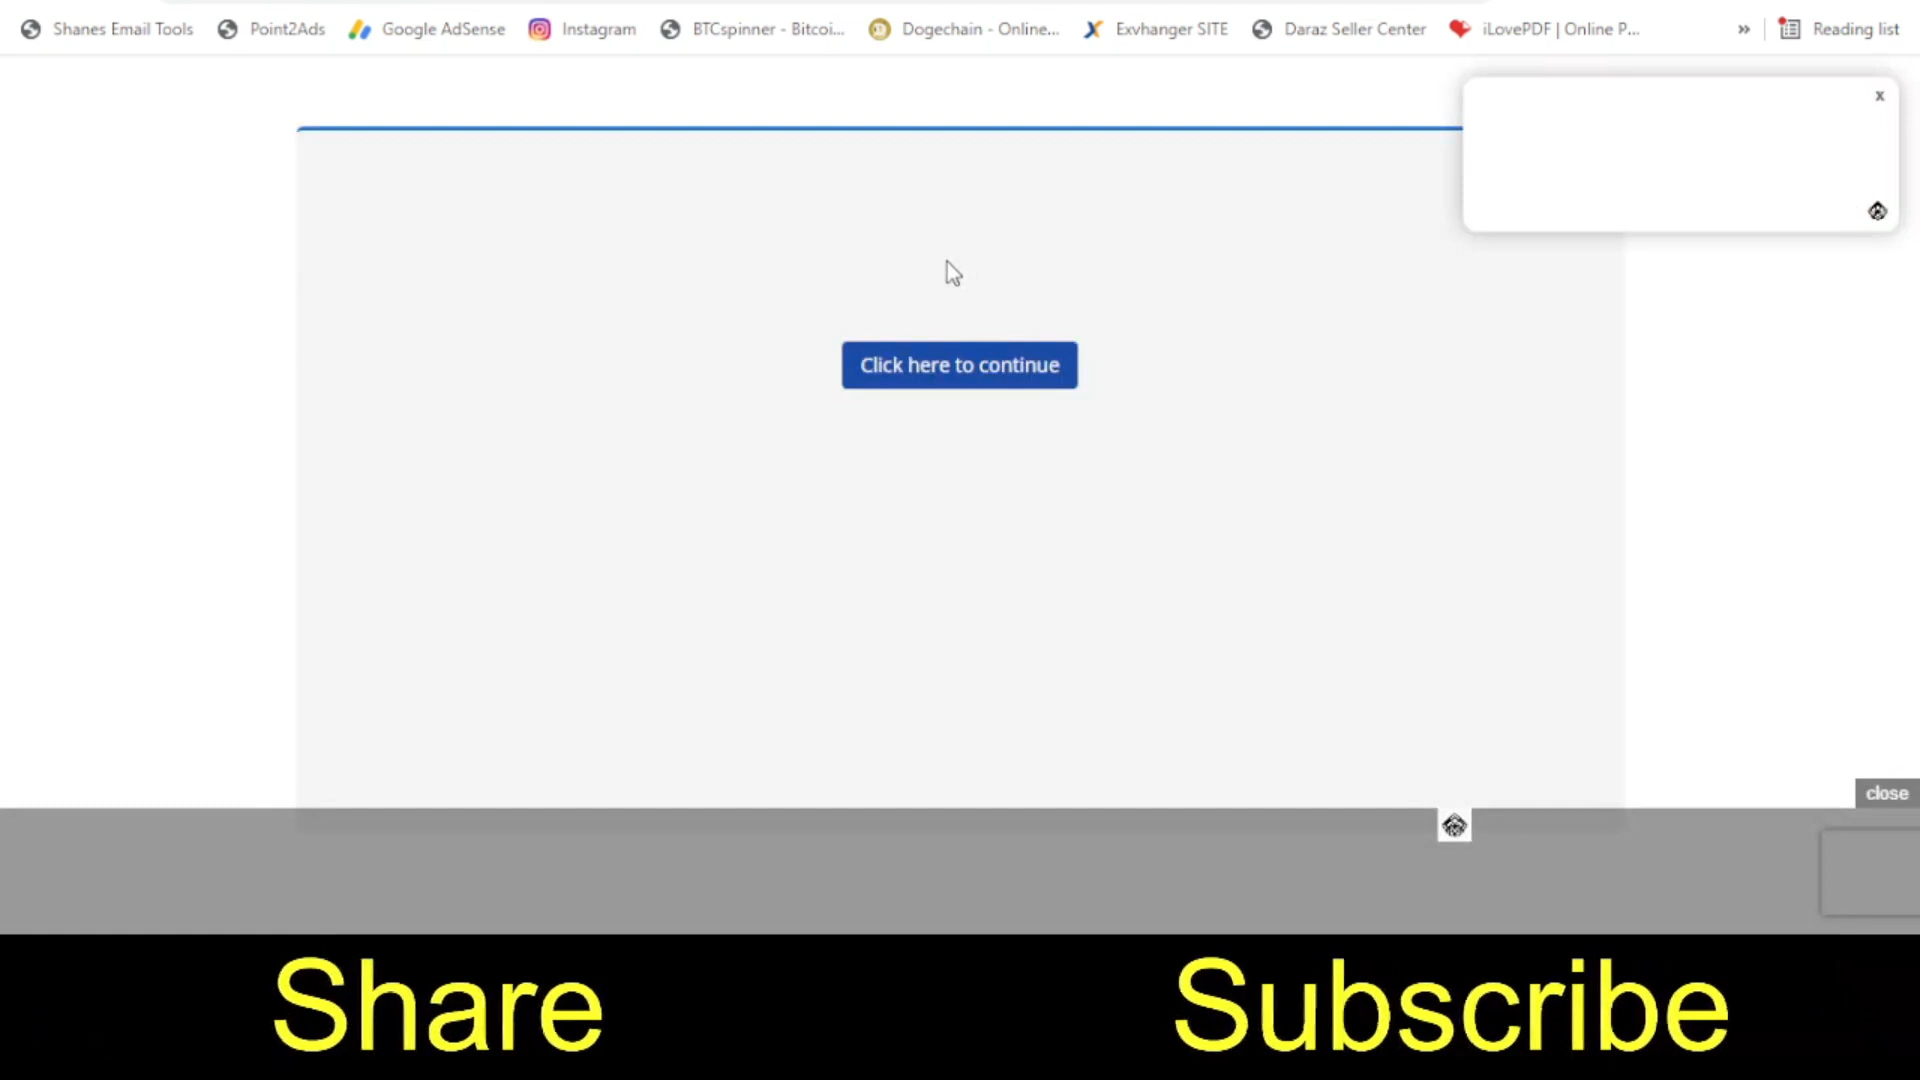 Shanes Email Tools Point2Ads Google AdSense Instagram BTCspinner - Bitcoi... Dogechain - Online... Exvhanger SITE Daraz Seller Center iLovePDF | Online P... » Reading list
x
Click here to continue
close
Share Subscribe